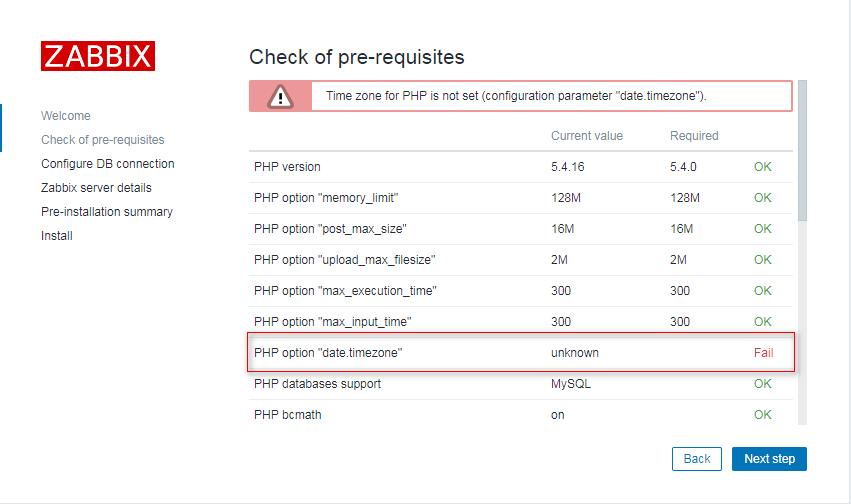 ZABBIX
Welcome
Check of pre-requisites
Configure DB connection
Zabbix server details
Pre-installation summary
Install
Check of pre-requisites
Time zone for PHP is not set (configuration parameter "date.timezone").
Current value Required
PHP version 5.4.16 5.4.0 OK
PHP option "memory_limit" 128M 128M OK
PHP option "post_max_size" 16M 16M OK
PHP option "upload_max_filesize" 2M 2M OK
PHP option "max_execution_time" 300 300 OK
PHP option "max_input_time" 300 300 OK
PHP option "date.timezone" unknown Fail
PHP databases support MySQL OK
PHP bcmath on OK
Back Next step